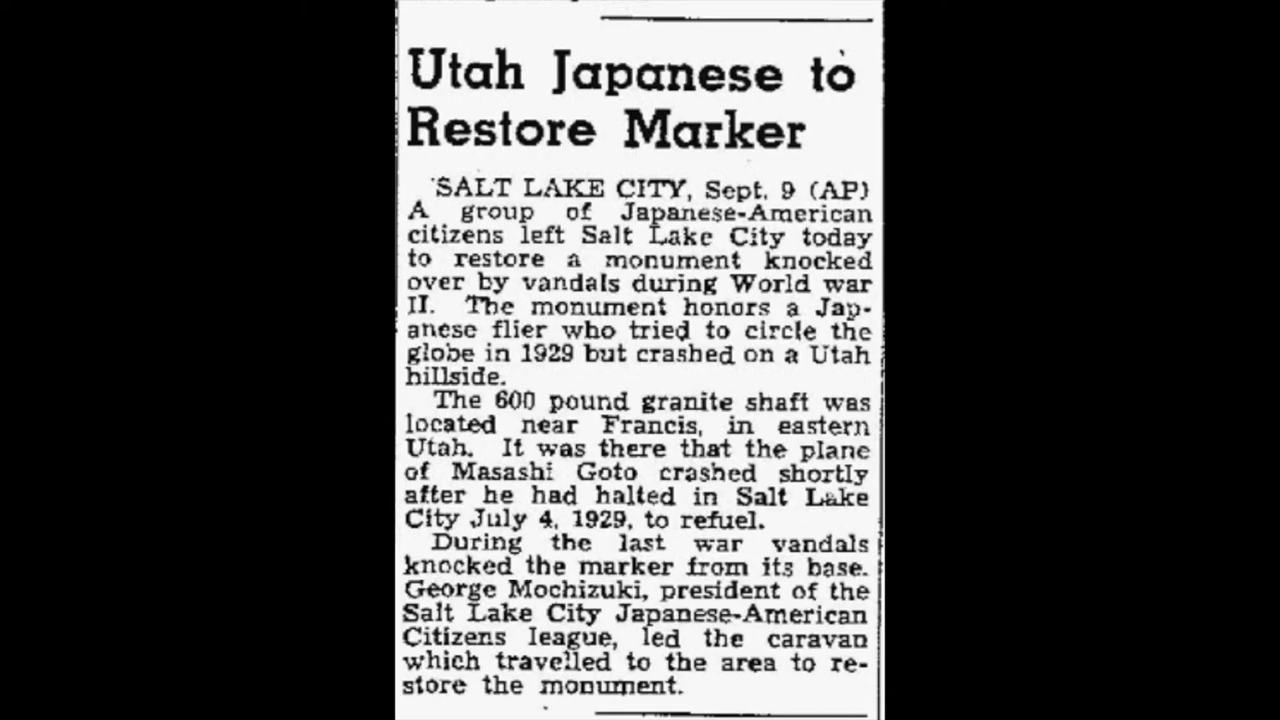 Utah Japanese to
Restore Marker
SALT LAKE CITY, Sept. 9 (AP)
A group of Japanese-American
citizens left Salt Lake City today
to restore a monument knocked
over by vandals during World war
II. The monument honors a Jap-
anese flier who tried to circle the
globe in 1929 but crashed on a Utah
hillside.
The 600 pound granite shaft was
located near Francis, in eastern
Utah. It was there that the plane
of Masashi Goto crashed shortly
after he had halted in Salt Lake
City July 4, 1929, to refuel.
During the last war vandals
knocked the marker from its base.
George Mochizuki, president of the
Salt Lake City Japanese-American
Citizens league, led the caravan
which travelled to the area to re-
store the monument.